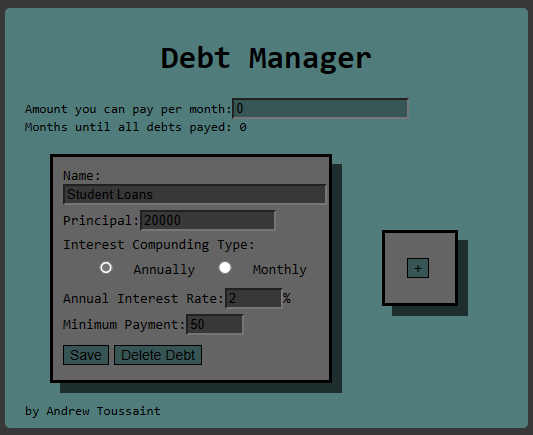 Debt Manager
Amount you can pay per month: 0
Months until all debts payed: 0
Name:
Student Loans
Principal: 20000
Interest Compunding Type:
Annually Monthly
Annual Interest Rate: 2 %
Minimum Payment: 50
Save Delete Debt
+
by Andrew Toussaint